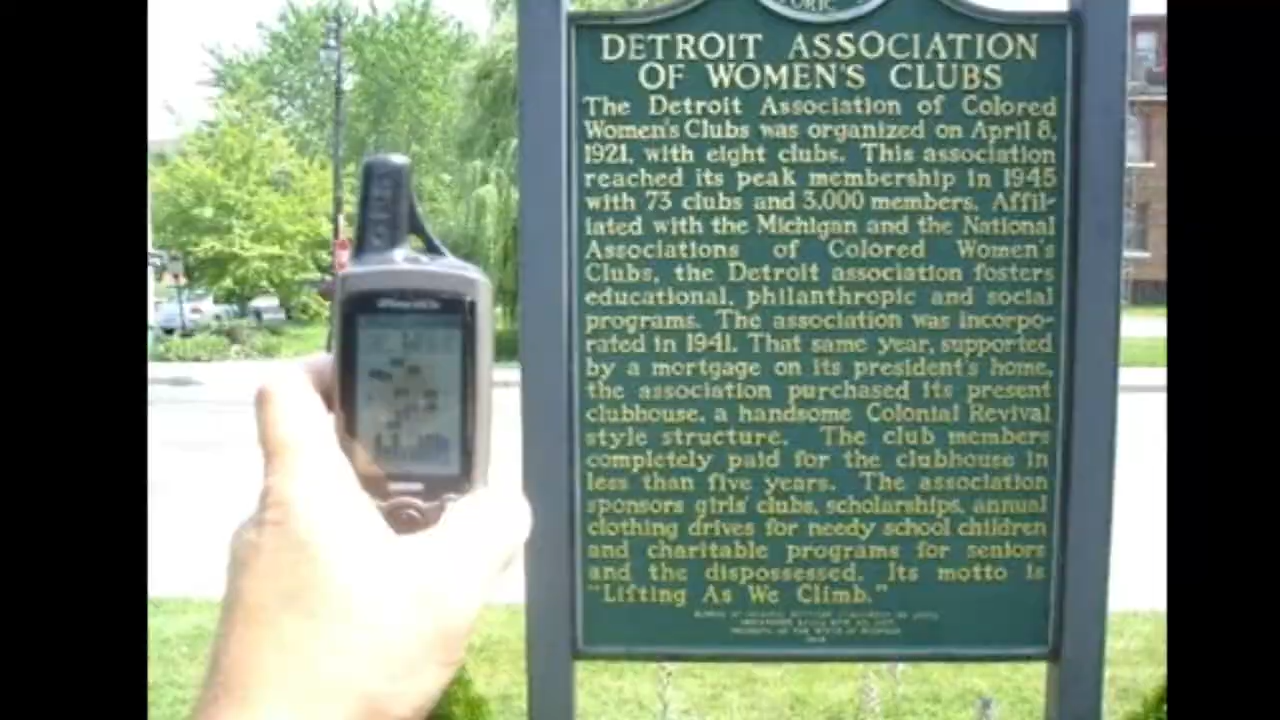 DETROIT ASSOCIATION
OF WOMEN'S CLUBS
The Detroit Association of Colored
Women's Clubs was organized on April 8,
1921, with eight clubs. This association
reached its peak membership in 1945
with 73 clubs and 3,000 members. Affil-
iated with the Michigan and the National
Associations of Colored Women's
Clubs, the Detroit association fosters
educational, philanthropic and social
programs. The association was incorpo-
rated in 1941. That same year, supported
by a mortgage on its president's home,
the association purchased its present
clubhouse, a handsome Colonial Revival
style structure. The club members
completely paid for the clubhouse in
less than five years. The association
sponsors girls' clubs, scholarships, annual
clothing drives for needy school children
and charitable programs for seniors
and the dispossessed. Its motto is
"Lifting As We Climb."